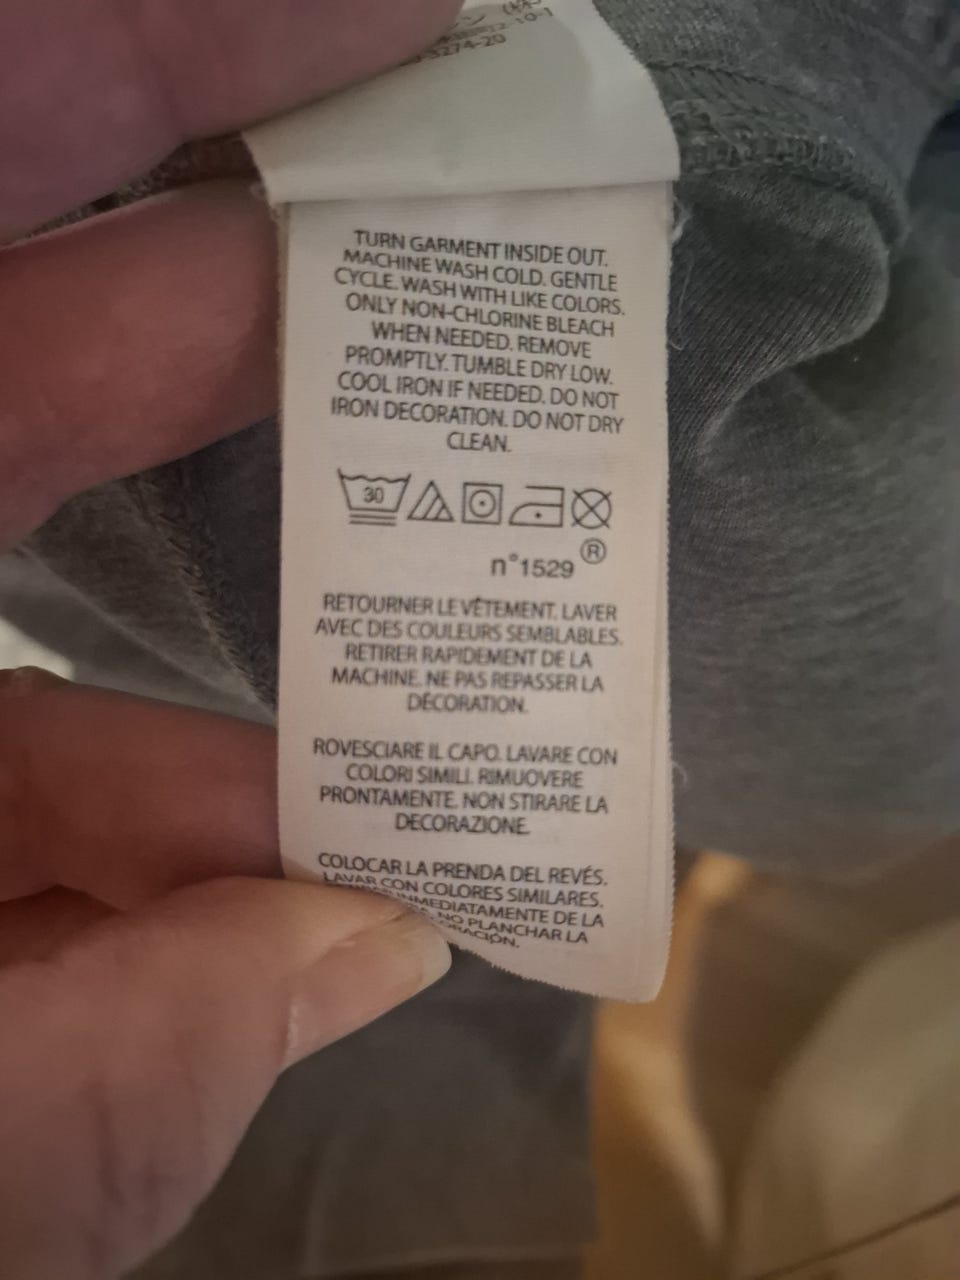 3274-20
TURN GARMENT INSIDE OUT.
MACHINE WASH COLD. GENTLE
CYCLE. WASH WITH LIKE COLORS.
ONLY NON-CHLORINE BLEACH
WHEN NEEDED. REMOVE
PROMPTLY. TUMBLE DRY LOW.
COOL IRON IF NEEDED. DO NOT
IRON DECORATION. DO NOT DRY
CLEAN.
30
®
n°1529
RETOURNER LE VÊTEMENT. LAVER
AVEC DES COULEURS SEMBLABLES.
RETIRER RAPIDEMENT DE LA
MACHINE. NE PAS REPASSER LA
DÉCORATION.
ROVESCIARE IL CAPO. LAVARE CON
COLORI SIMILI. RIMUOVERE
PRONTAMENTE. NON STIRARE LA
DECORAZIONE.
COLOCAR LA PRENDA DEL REVÉS.
LAVAR CON COLORES SIMILARES.
INMEDIATAMENTE DE LA
NO PLANCHAR LA